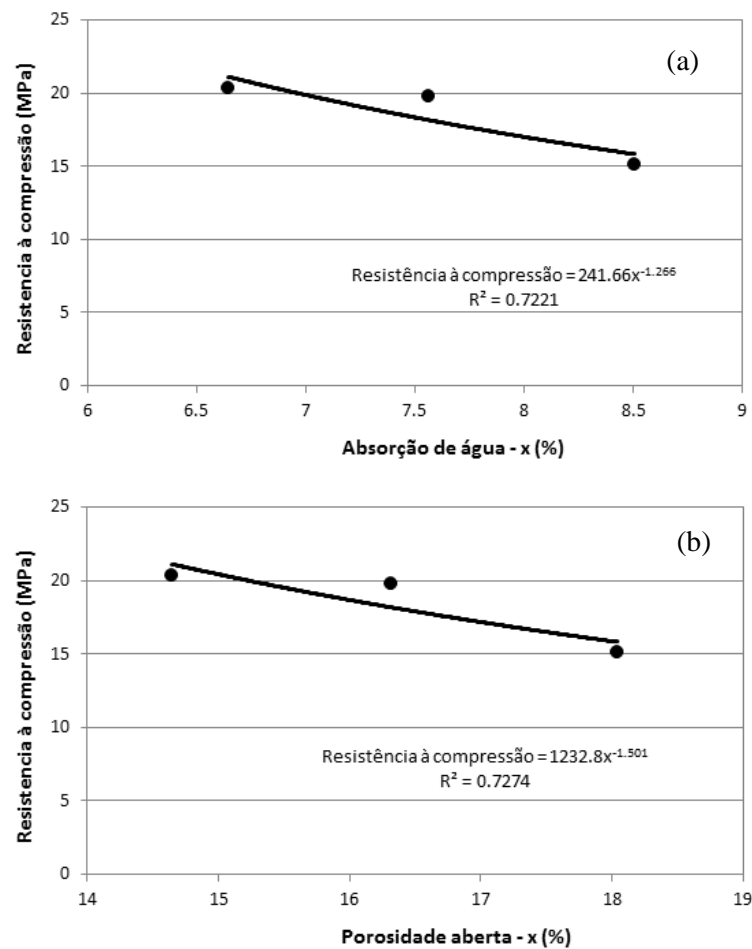 25
20
15
10
5
0
Resistencia à compressão (MPa)
(a)
Resistência à compressão = 241.66x^-1.266
R² = 0.7221
6 6.5 7 7.5 8 8.5 9
Absorção de água - x (%)
25
20
15
10
5
0
Resistencia à compressão (MPa)
(b)
Resistência à compressão = 1232.8x^-1.501
R² = 0.7274
14 15 16 17 18 19
Porosidade aberta - x (%)